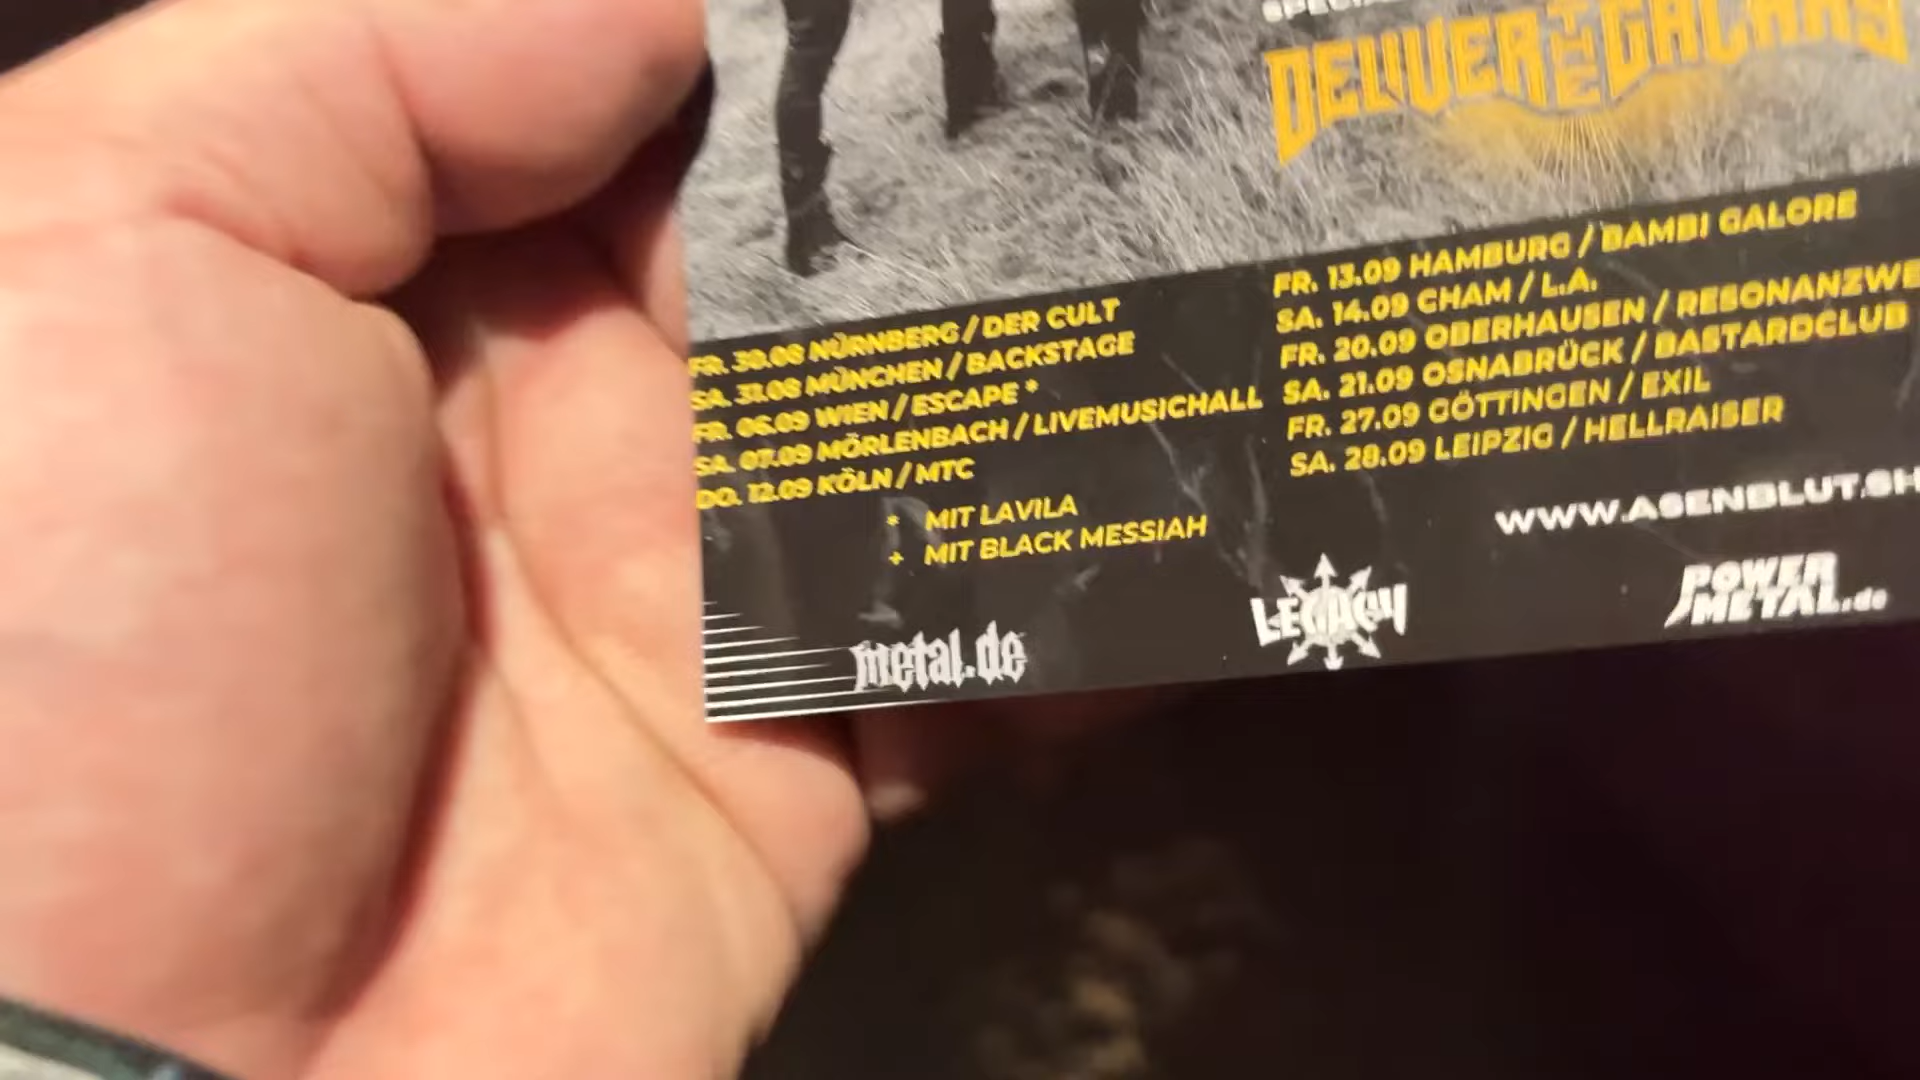 DELIVER THE GALAXY
FR. 30.08 NÜRNBERG / DER CULT
SA. 31.08 MÜNCHEN / BACKSTAGE
FR. 06.09 WIEN / ESCAPE *
SA. 07.09 MÖRLENBACH / LIVEMUSICHALL
DO. 12.09 KÖLN / MTC
* MIT LAVILA
+ MIT BLACK MESSIAH
FR. 13.09 HAMBURG / BAMBI GALORE
SA. 14.09 CHAM / L.A.
FR. 20.09 OBERHAUSEN / RESONANZWE
SA. 21.09 OSNABRÜCK / BASTARDCLUB
FR. 27.09 GÖTTINGEN / EXIL
SA. 28.09 LEIPZIG / HELLRAISER
WWW.ASENBLUT.SH
metal.de
LEGACY
POWER
METAL.de